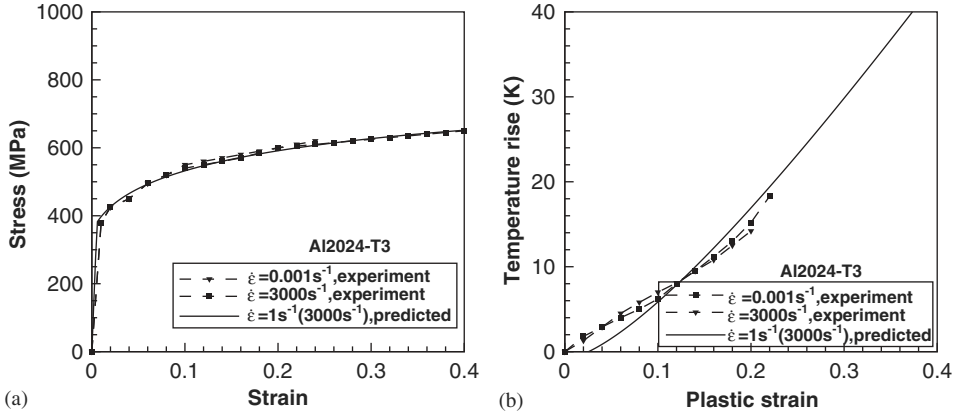 1000
800
600
400
200
0
0
0.1
0.2
0.3
0.4
Stress (MPa)
Strain
(a)
Al2024-T3
ε̇=0.001s⁻¹,experiment
ε̇=3000s⁻¹,experiment
ε̇=1s⁻¹(3000s⁻¹),predicted
40
30
20
10
0
0
0.1
0.2
0.3
0.4
Temperature rise (K)
Plastic strain
(b)
Al2024-T3
ε̇=0.001s⁻¹,experiment
ε̇=3000s⁻¹,experiment
ε̇=1s⁻¹(3000s⁻¹),predicted